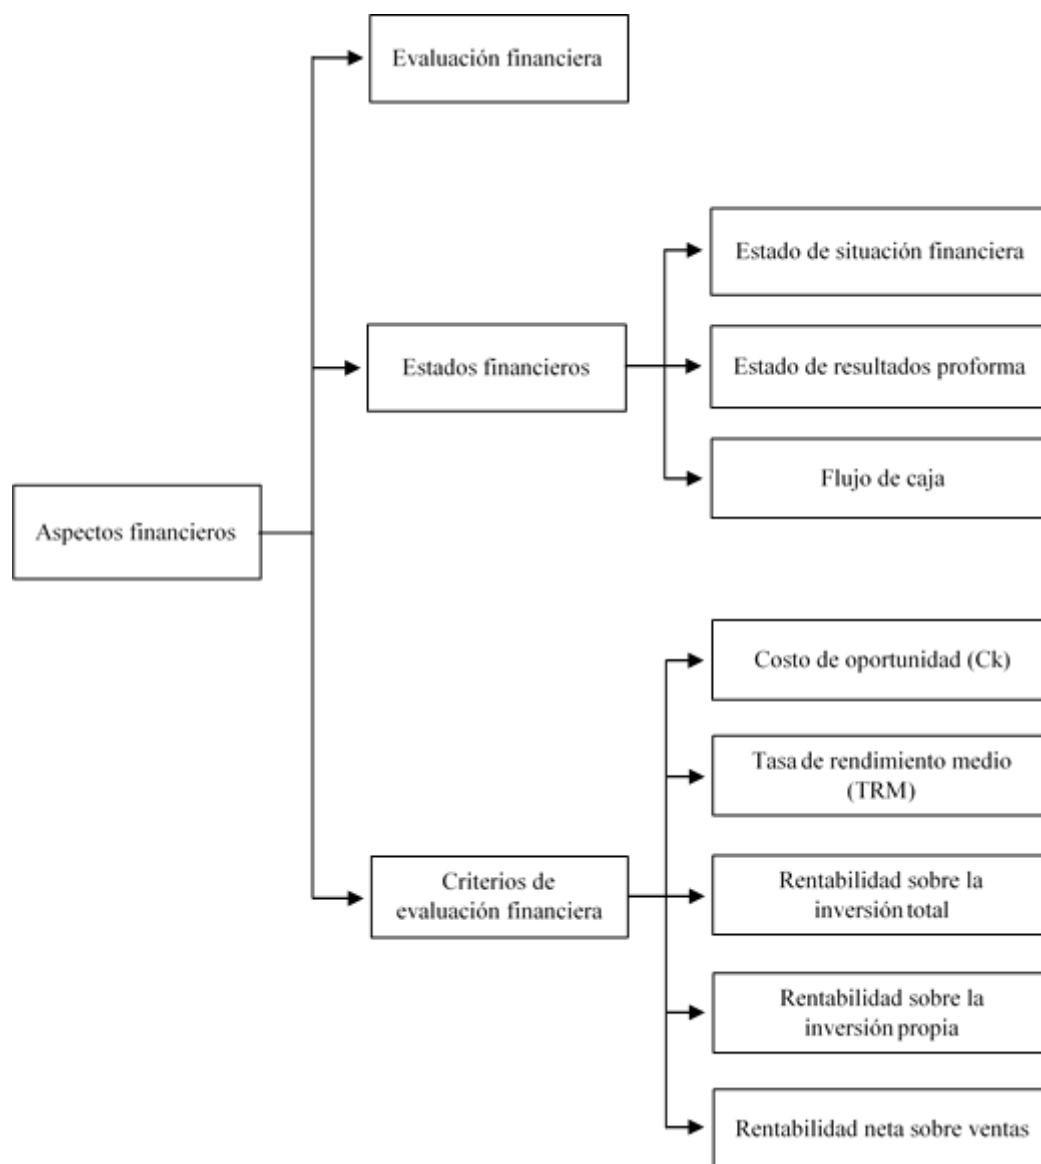 Evaluación financiera
Estado de situación financiera
Estados financieros
Estado de resultados proforma
Flujo de caja
Aspectos financieros
Costo de oportunidad (Ck)
Tasa de rendimiento medio
(TRM)
Criterios de
evaluación financiera
Rentabilidad sobre la
inversión total
Rentabilidad sobre la
inversión propia
Rentabilidad neta sobre ventas